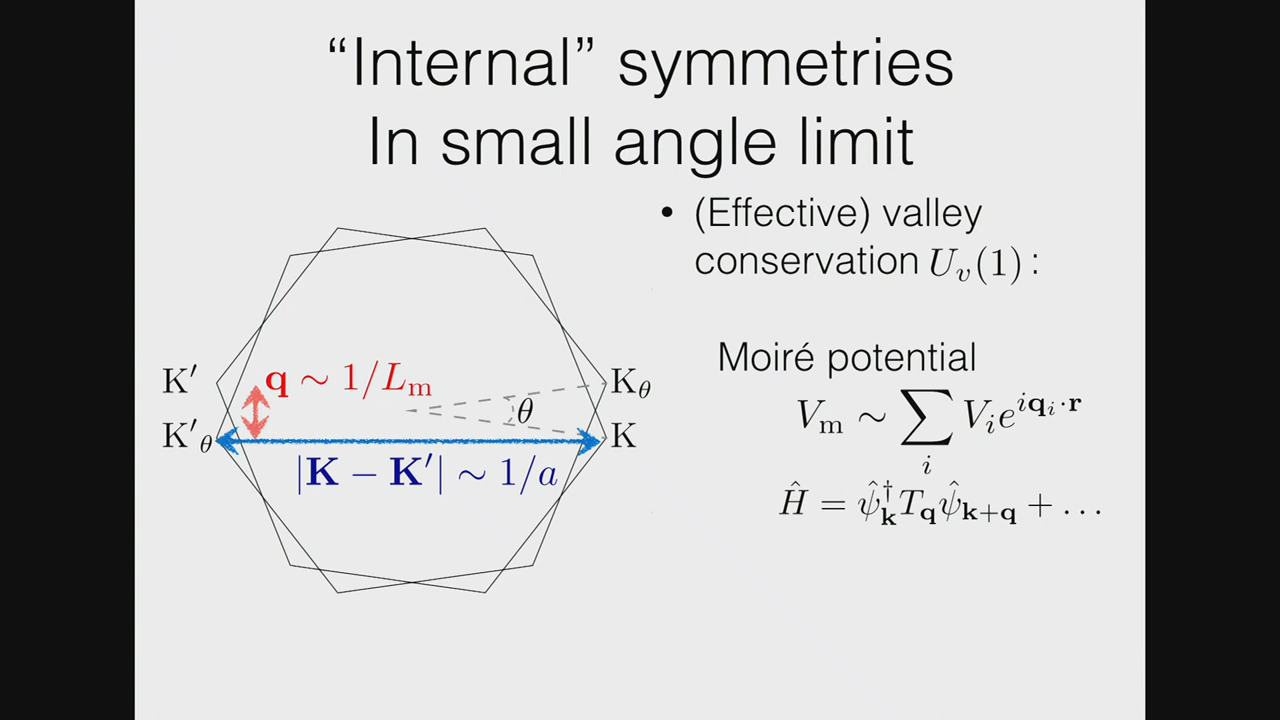 “Internal” symmetries
In small angle limit
• (Effective) valley
conservation U_v(1) :
Moiré potential
V_m ∼ ∑_i V_i e^{i𝐪_i·𝐫}
Ĥ = ψ̂†_𝐤 T_𝐪 ψ̂_{𝐤+𝐪} + . . .
K′
𝐪 ∼ 1/L_m
K_θ
θ
K′_θ
K
|𝐊 − 𝐊′| ∼ 1/a